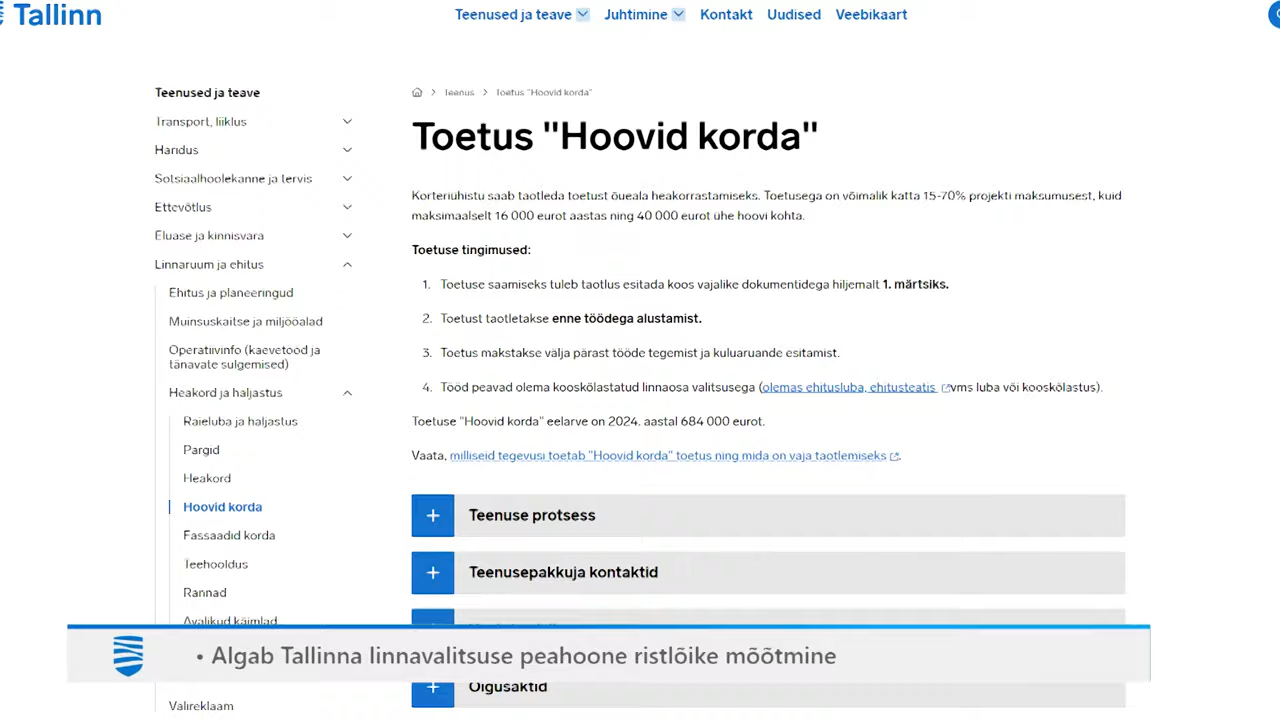 Tallinn
Teenused ja teave
Juhtimine
Kontakt
Uudised
Veebikaart
Teenused ja teave
Transport, liiklus
Haridus
Sotsiaalhoolekanne ja tervis
Ettevõtlus
Eluase ja kinnisvara
Linnaruum ja ehitus
Ehitus ja planeeringud
Muinsuskaitse ja miljööalad
Operatiivinfo (kaevetööd ja
tänavate sulgemised)
Heakord ja haljastus
Raieluba ja haljastus
Pargid
Heakord
Hoovid korda
Fassaadid korda
Teehooldus
Rannad
Avalikud käimlad
Välireklaam
Teenus
Toetus "Hoovid korda"
Toetus "Hoovid korda"
Korteriühistu saab taotleda toetust õueala heakorrastamiseks. Toetusega on võimalik katta 15-70% projekti maksumusest, kuid
maksimaalselt 16 000 eurot aastas ning 40 000 eurot ühe hoovi kohta.
Toetuse tingimused:
1. Toetuse saamiseks tuleb taotlus esitada koos vajalike dokumentidega hiljemalt 1. märtsiks.
2. Toetust taotletakse enne töödega alustamist.
3. Toetus makstakse välja pärast tööde tegemist ja kuluaruande esitamist.
4. Tööd peavad olema kooskõlastatud linnaosa valitsusega (olemas ehitusluba, ehitusteatis vms luba või kooskõlastus).
Toetuse "Hoovid korda" eelarve on 2024. aastal 684 000 eurot.
Vaata, milliseid tegevusi toetab "Hoovid korda" toetus ning mida on vaja taotlemiseks.
Teenuse protsess
Teenusepakkuja kontaktid
Õigusaktid
• Algab Tallinna linnavalitsuse peahoone ristlõike mõõtmine